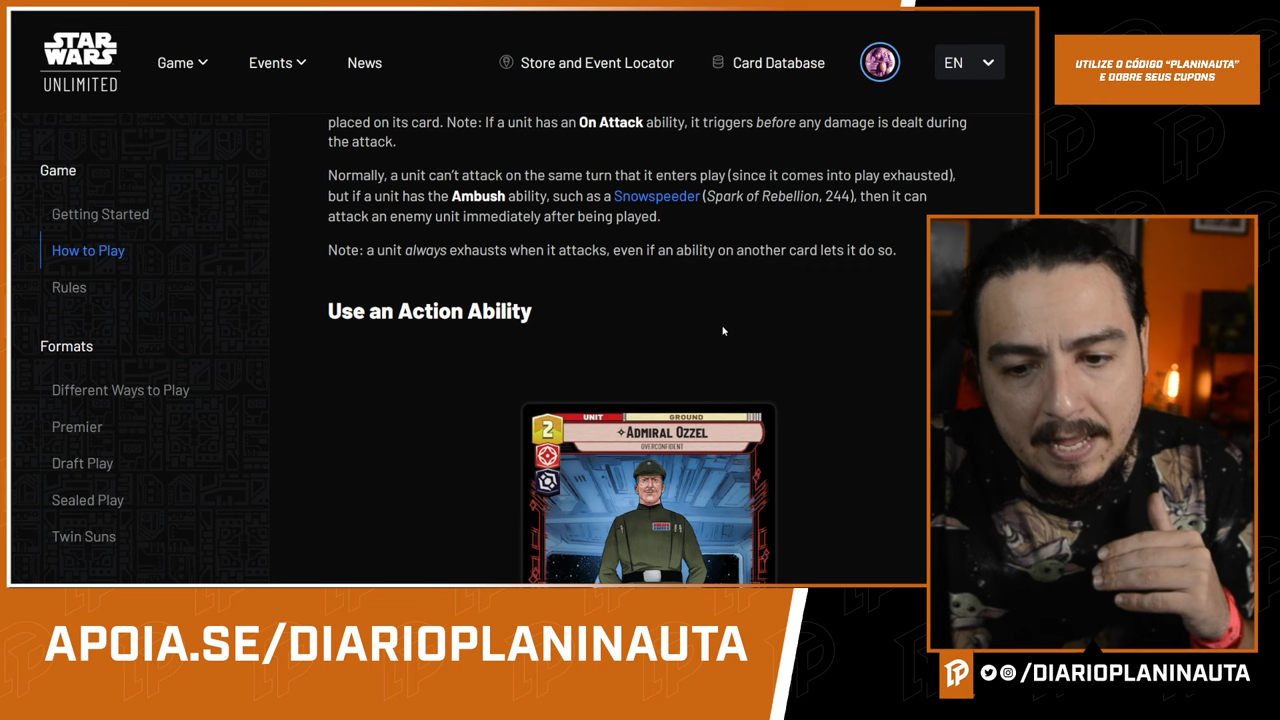 STAR
WARS
UNLIMITED
Game
Events
News
Store and Event Locator
Card Database
EN
UTILIZE O CÓDIGO “PLANINAUTA”
E DOBRE SEUS CUPONS
placed on its card. Note: If a unit has an On Attack ability, it triggers before any damage is dealt during
the attack.
Normally, a unit can’t attack on the same turn that it enters play (since it comes into play exhausted),
but if a unit has the Ambush ability, such as a Snowspeeder (Spark of Rebellion, 244), then it can
attack an enemy unit immediately after being played.
Note: a unit always exhausts when it attacks, even if an ability on another card lets it do so.
Use an Action Ability
Game
Getting Started
How to Play
Rules
Formats
Different Ways to Play
Premier
Draft Play
Sealed Play
Twin Suns
UNIT
GROUND
2
ADMIRAL OZZEL
OVERCONFIDENT
APOIA.SE/DIARIOPLANINAUTA
/DIARIOPLANINAUTA